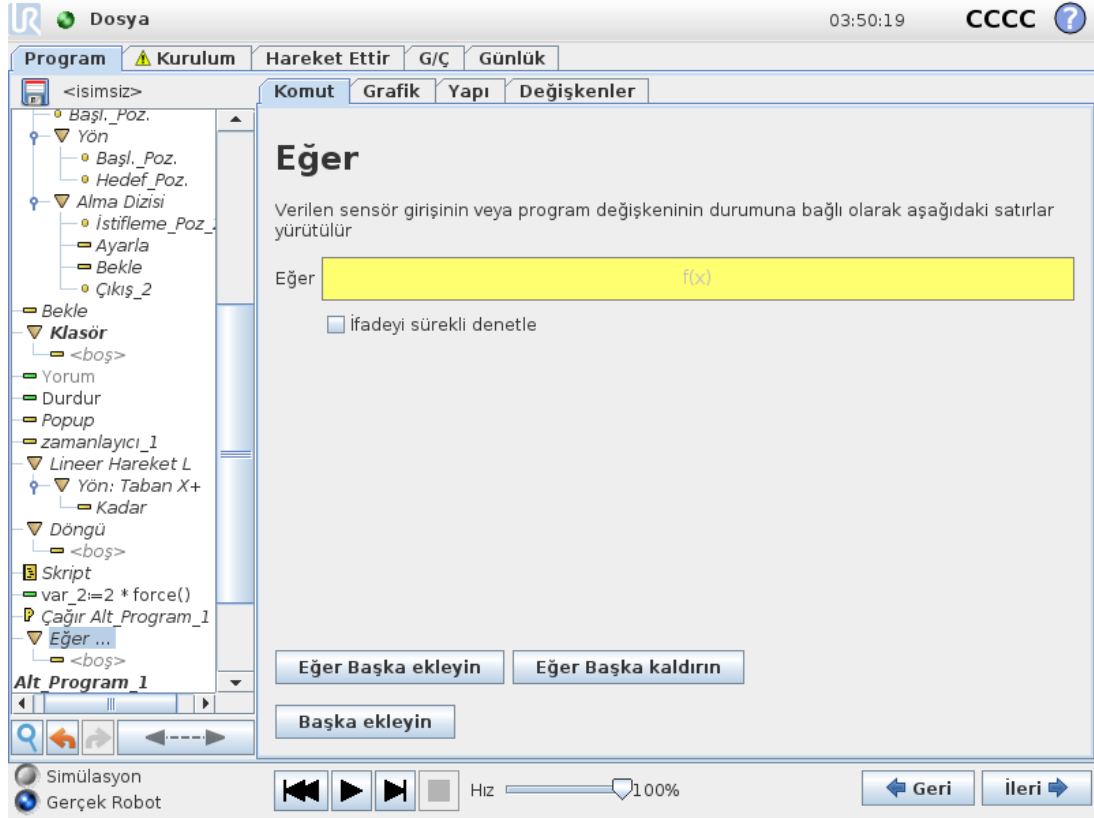 UR Dosya 03:50:19 CCCC ?
Program Kurulum Hareket Ettir G/Ç Günlük
<isimsiz>
Komut Grafik Yapı Değişkenler
Başl._Poz.
Yön
Başl._Poz.
Hedef_Poz.
Alma Dizisi
İstifleme_Poz_
Ayarla
Bekle
Çıkış_2
Bekle
Klasör
<boş>
Yorum
Durdur
Popup
zamanlayıcı_1
Lineer Hareket L
Yön: Taban X+
Kadar
Döngü
<boş>
Skript
var_2:=2 * force()
P Çağır Alt_Program_1
Eğer ...
<boş>
Alt_Program_1
Eğer
Verilen sensör girişinin veya program değişkeninin durumuna bağlı olarak aşağıdaki satırlar
yürütülür
Eğer f(x)
İfadeyi sürekli denetle
Eğer Başka ekleyin Eğer Başka kaldırın
Başka ekleyin
Simülasyon
Gerçek Robot
Hız 100%
Geri İleri